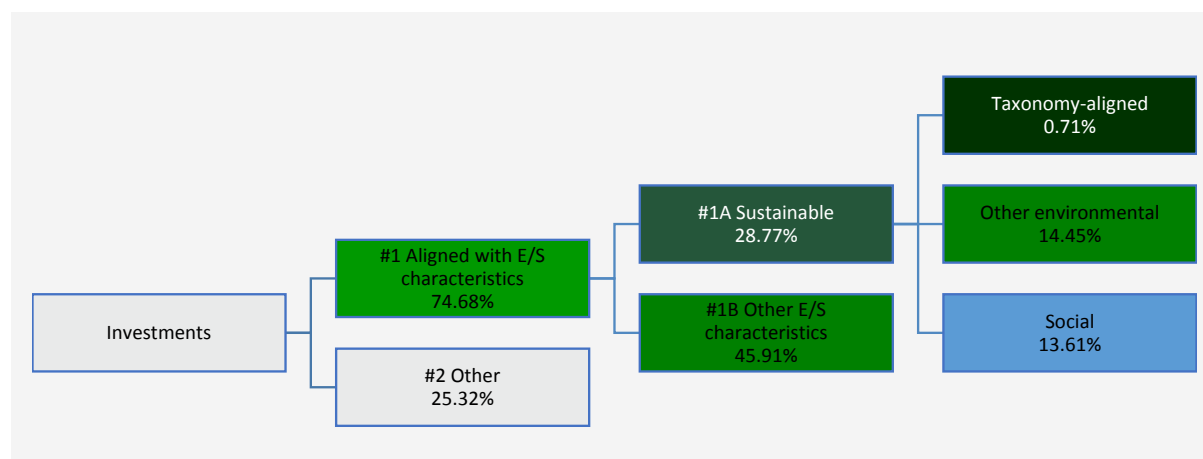 Investments
#1 Aligned with E/S
characteristics
74.68%
#2 Other
25.32%
#1A Sustainable
28.77%
#1B Other E/S
characteristics
45.91%
Taxonomy-aligned
0.71%
Other environmental
14.45%
Social
13.61%